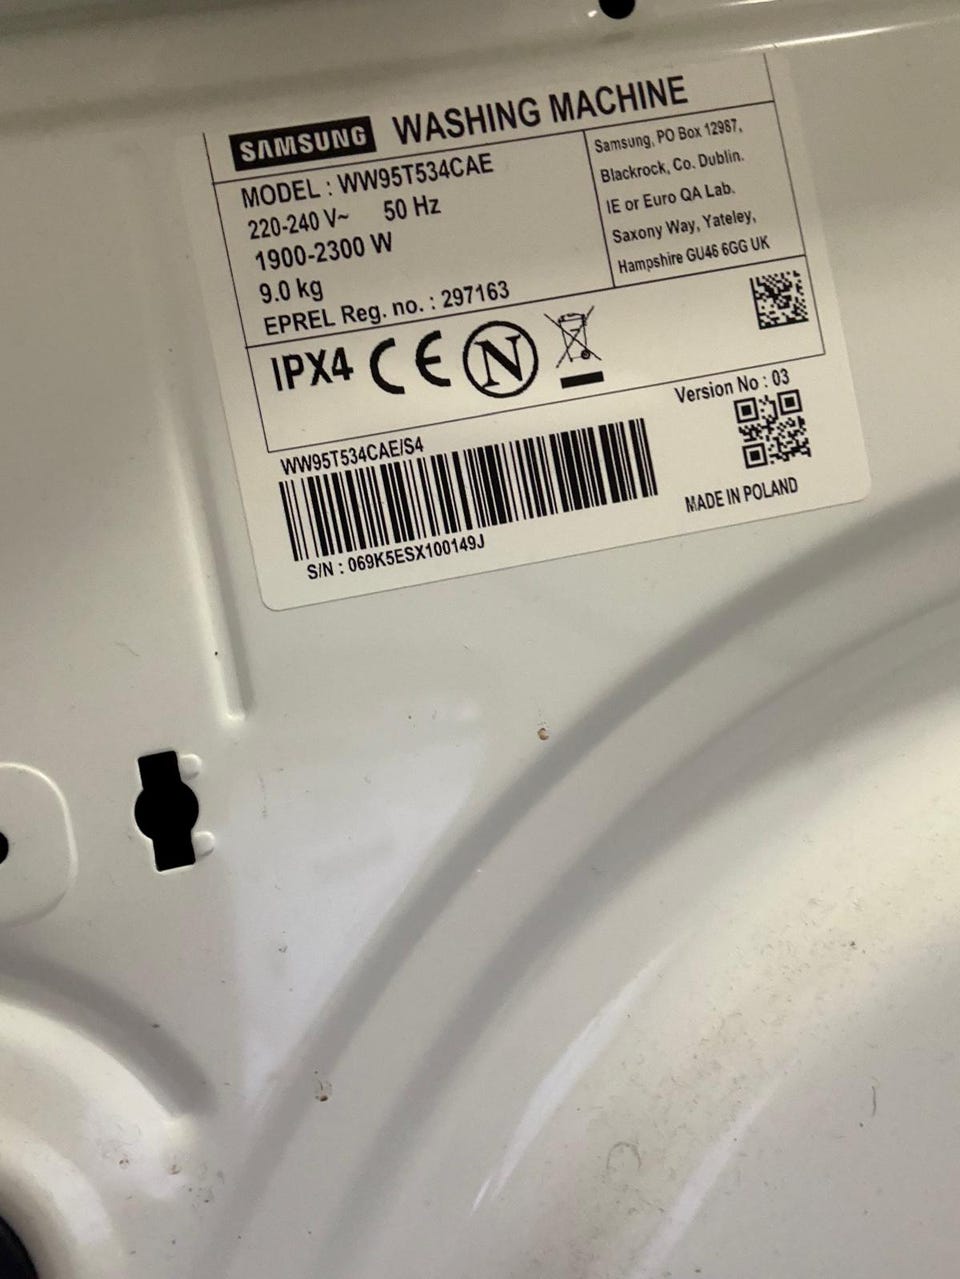 SAMSUNG WASHING MACHINE
MODEL : WW95T534CAE
220-240 V~ 50 Hz
1900-2300 W
9.0 kg
EPREL Reg. no. : 297163
Samsung, PO Box 12987,
Blackrock, Co. Dublin.
IE or Euro QA Lab.
Saxony Way, Yateley,
Hampshire GU46 6GG UK
IPX4 CE N
Version No : 03
WW95T534CAE/S4
S/N : 069K5ESX100149J
MADE IN POLAND